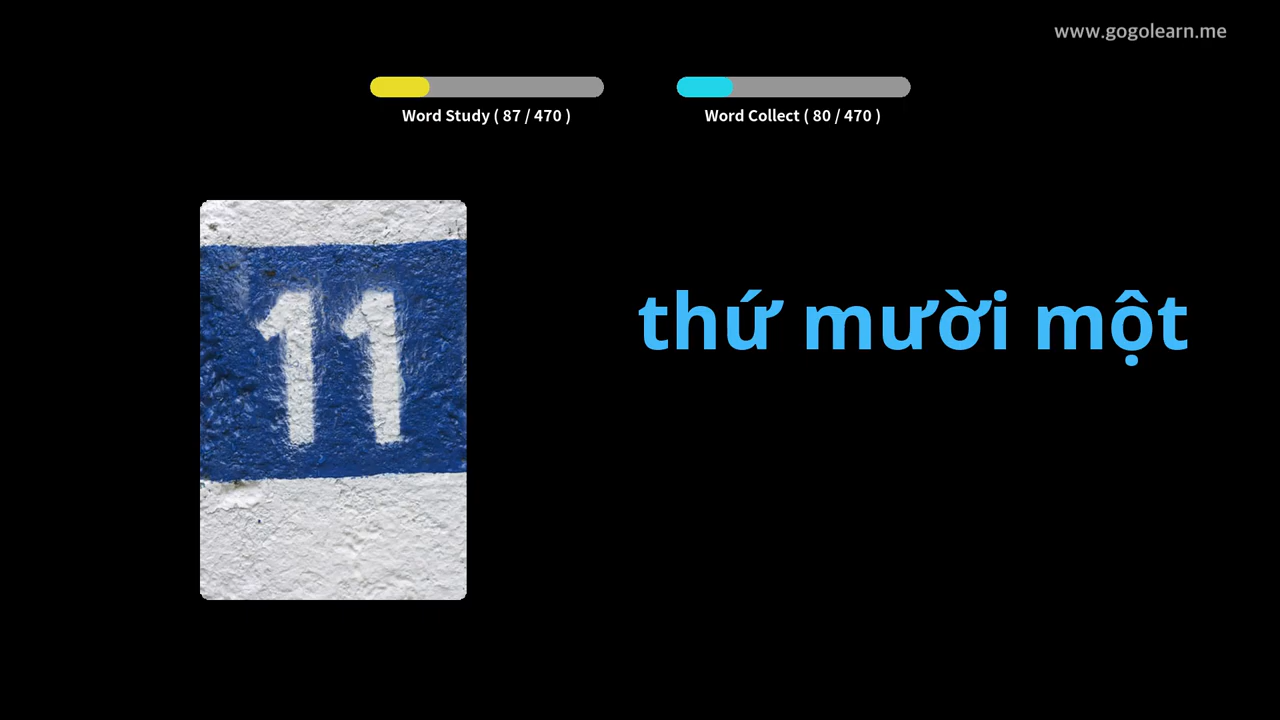 www.gogolearn.me
Word Study ( 87 / 470 )
Word Collect ( 80 / 470 )
11
thứ mười một